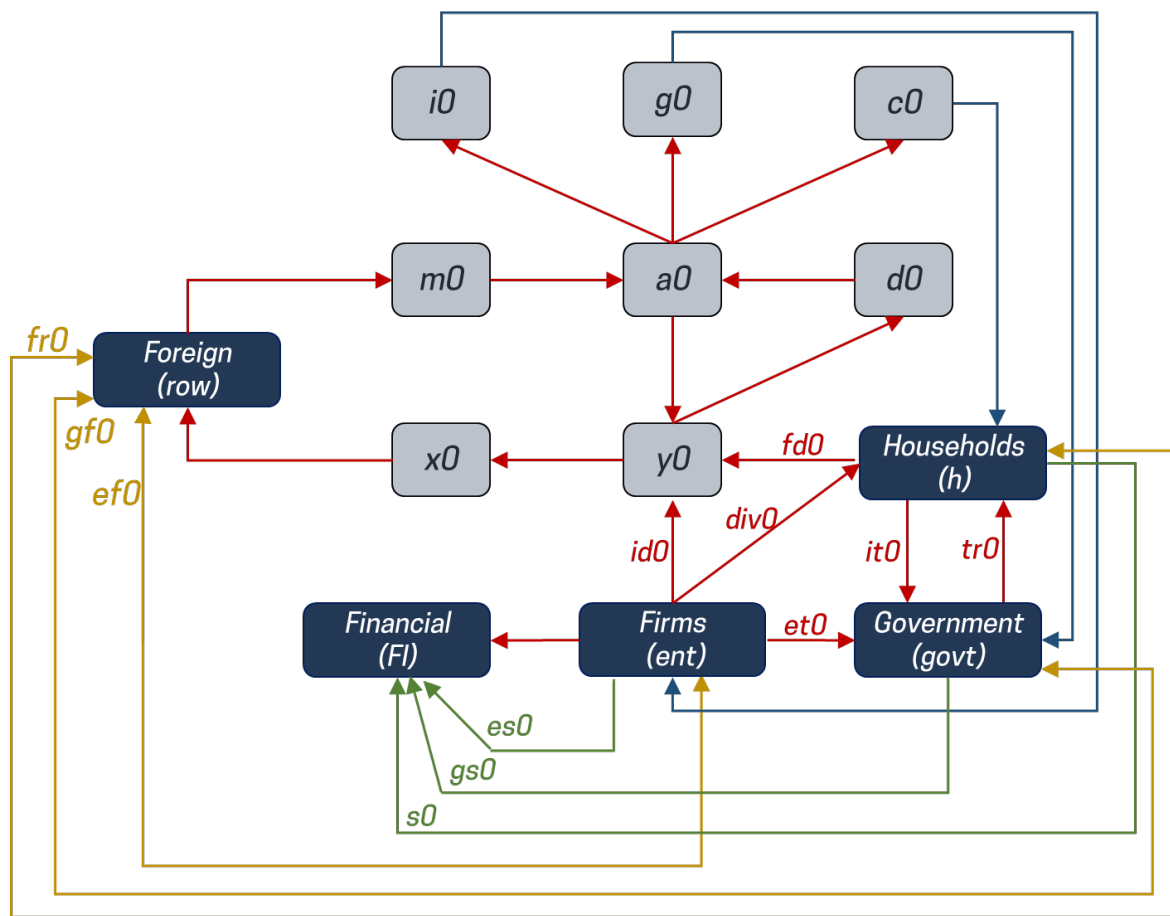 i0
g0
c0
m0
a0
d0
fr0
Foreign
(row)
gf0
ef0
x0
y0
fd0
Households
(h)
div0
id0
it0
tr0
Financial
(FI)
Firms
(ent)
et0
Government
(govt)
es0
gs0
s0